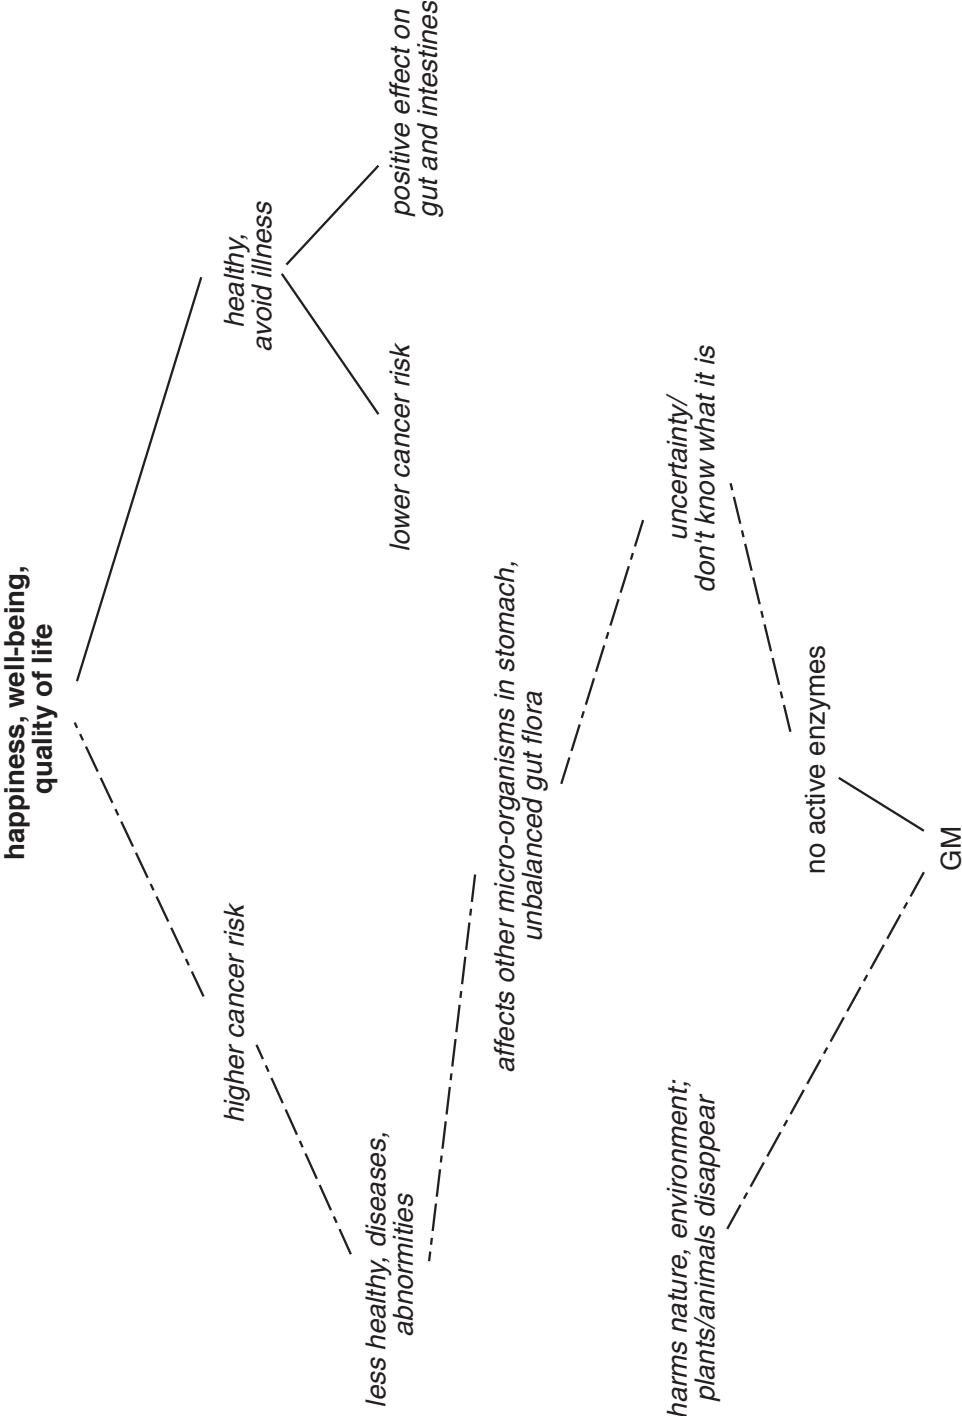 happiness, well-being,
quality of life
higher cancer risk
healthy,
avoid illness
less healthy, diseases,
abnormities
lower cancer risk
positive effect on
gut and intestines
affects other micro-organisms in stomach,
unbalanced gut flora
harms nature, environment;
plants/animals disappear
uncertainty/
don't know what it is
no active enzymes
GM